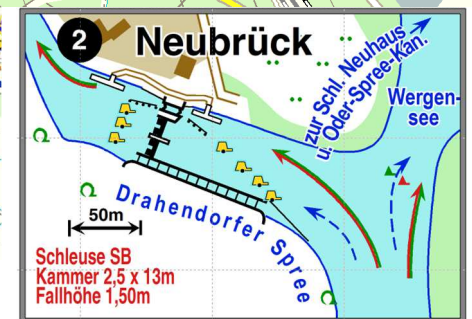 2
Neubrück
zur Schl. Neuhaus
u. Oder-Spree-Kan.
Wergen-
see
Drahendorfer Spree
50m
Schleuse SB
Kammer 2,5 x 13m
Fallhöhe 1,50m